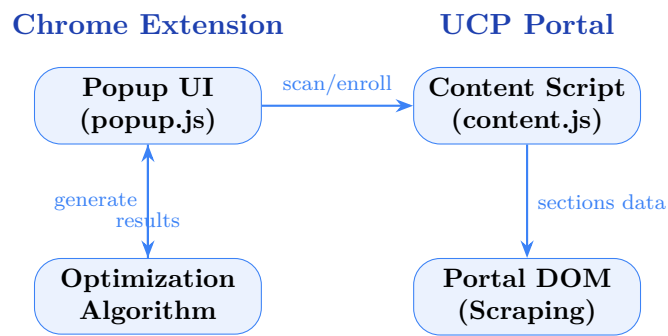 Chrome Extension
UCP Portal
Popup UI
(popup.js)
scan/enroll
Content Script
(content.js)
generate
results
sections data
Optimization
Algorithm
Portal DOM
(Scraping)